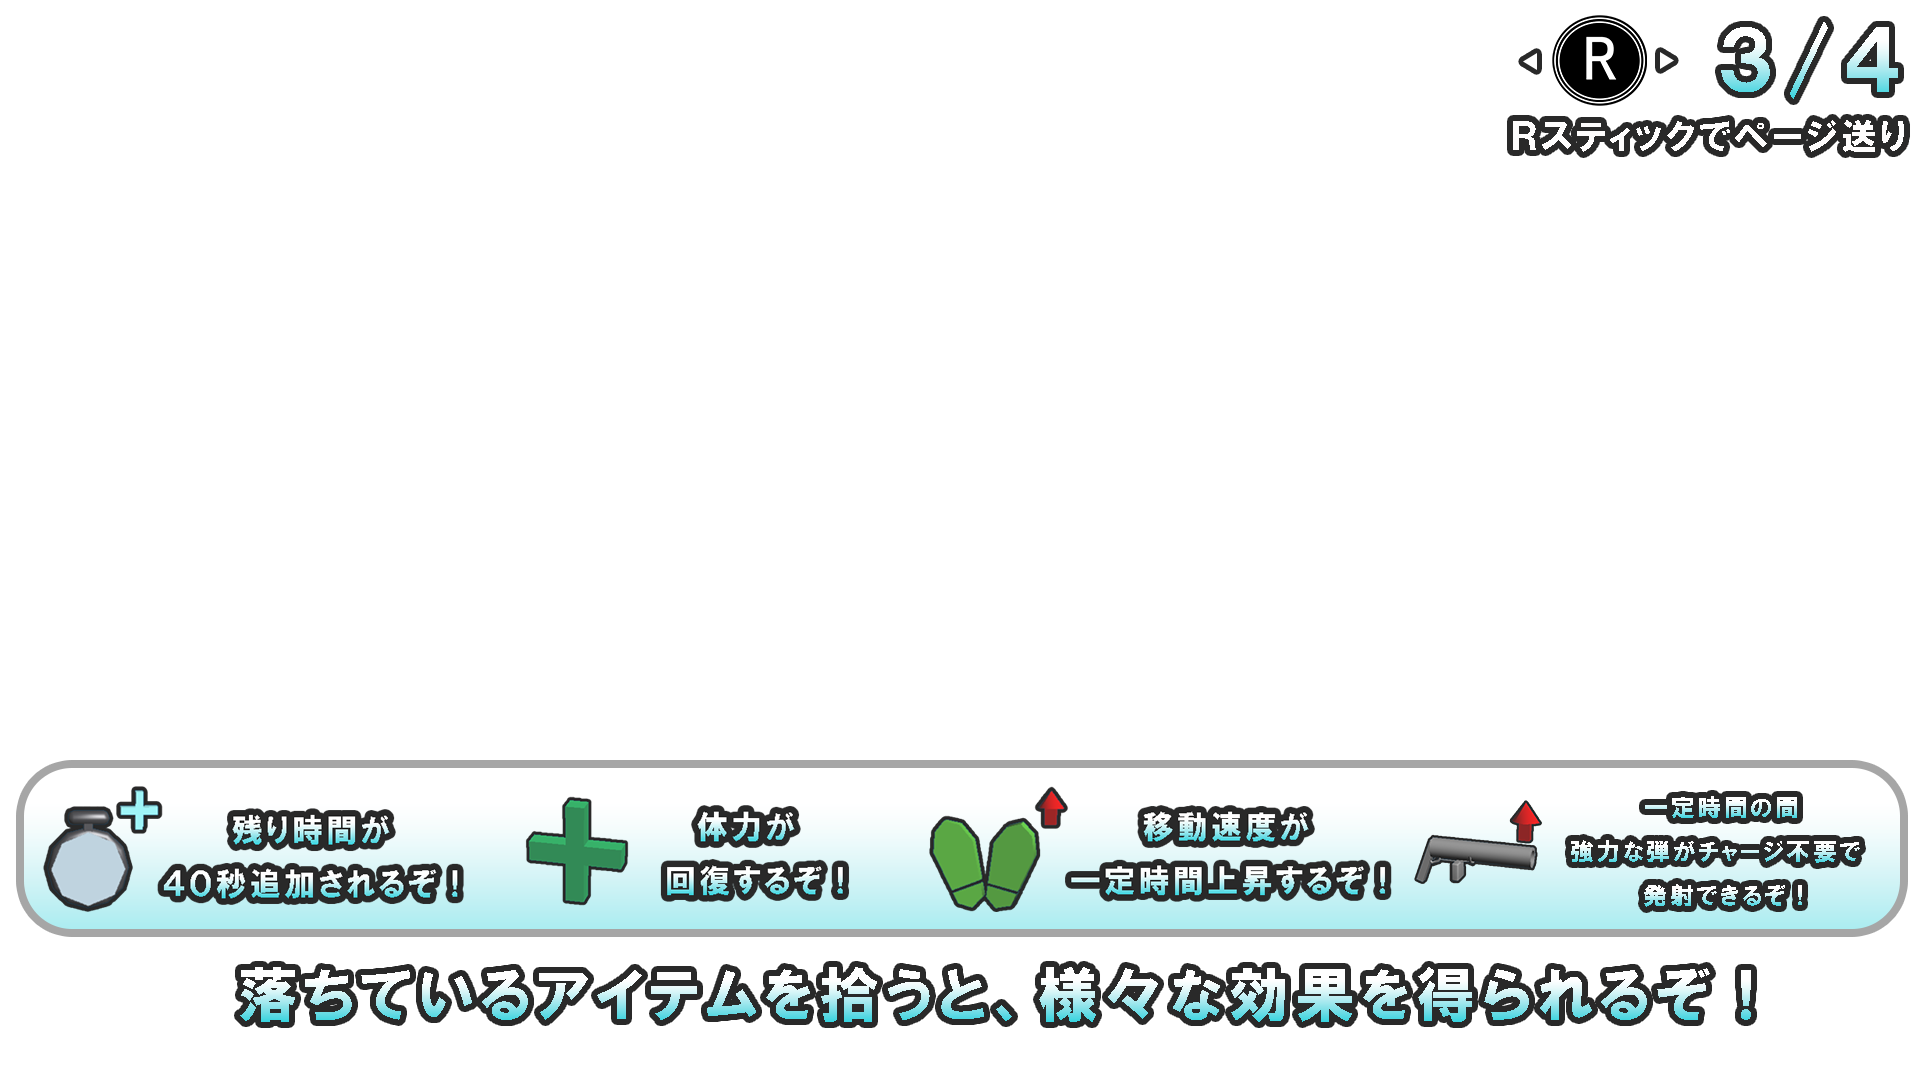 R 3/4
Rスティックでページ送り
残り時間が
40秒追加されるぞ！
体力が
回復するぞ！
移動速度が
一定時間上昇するぞ！
一定時間の間
強力な弾がチャージ不要で
発射できるぞ！
落ちているアイテムを拾うと、様々な効果を得られるぞ！